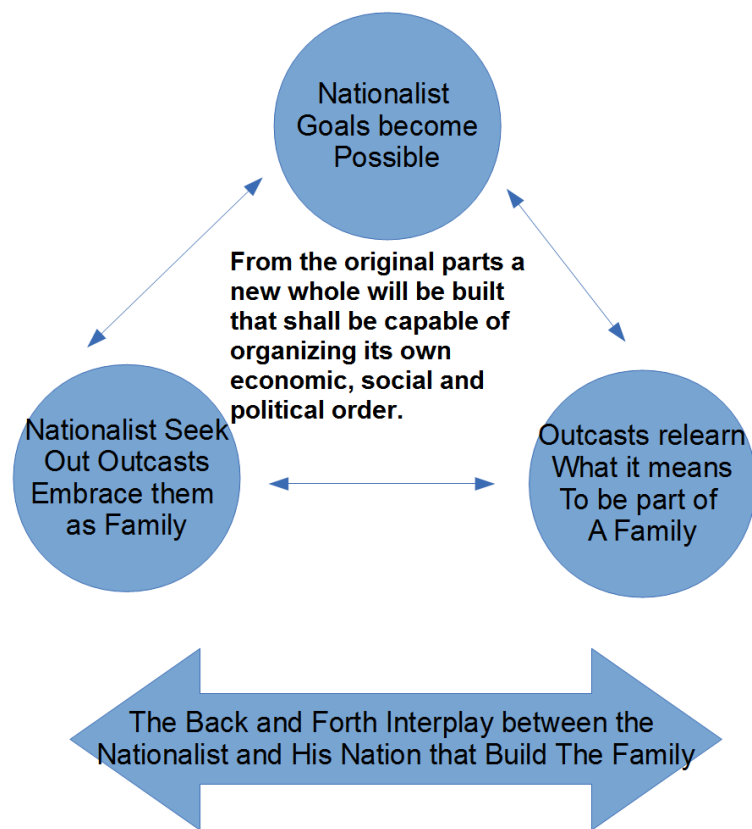 Nationalist
Goals become
Possible
From the original parts a
new whole will be built
that shall be capable of
organizing its own
economic, social and
political order.
Nationalist Seek
Out Outcasts
Embrace them
as Family
Outcasts relearn
What it means
To be part of
A Family
The Back and Forth Interplay between the
Nationalist and His Nation that Build The Family